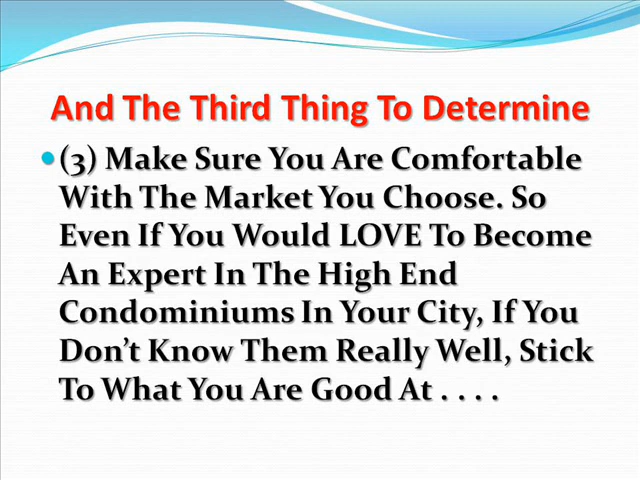 And The Third Thing To Determine
(3) Make Sure You Are Comfortable
With The Market You Choose. So
Even If You Would LOVE To Become
An Expert In The High End
Condominiums In Your City, If You
Don’t Know Them Really Well, Stick
To What You Are Good At . . . .